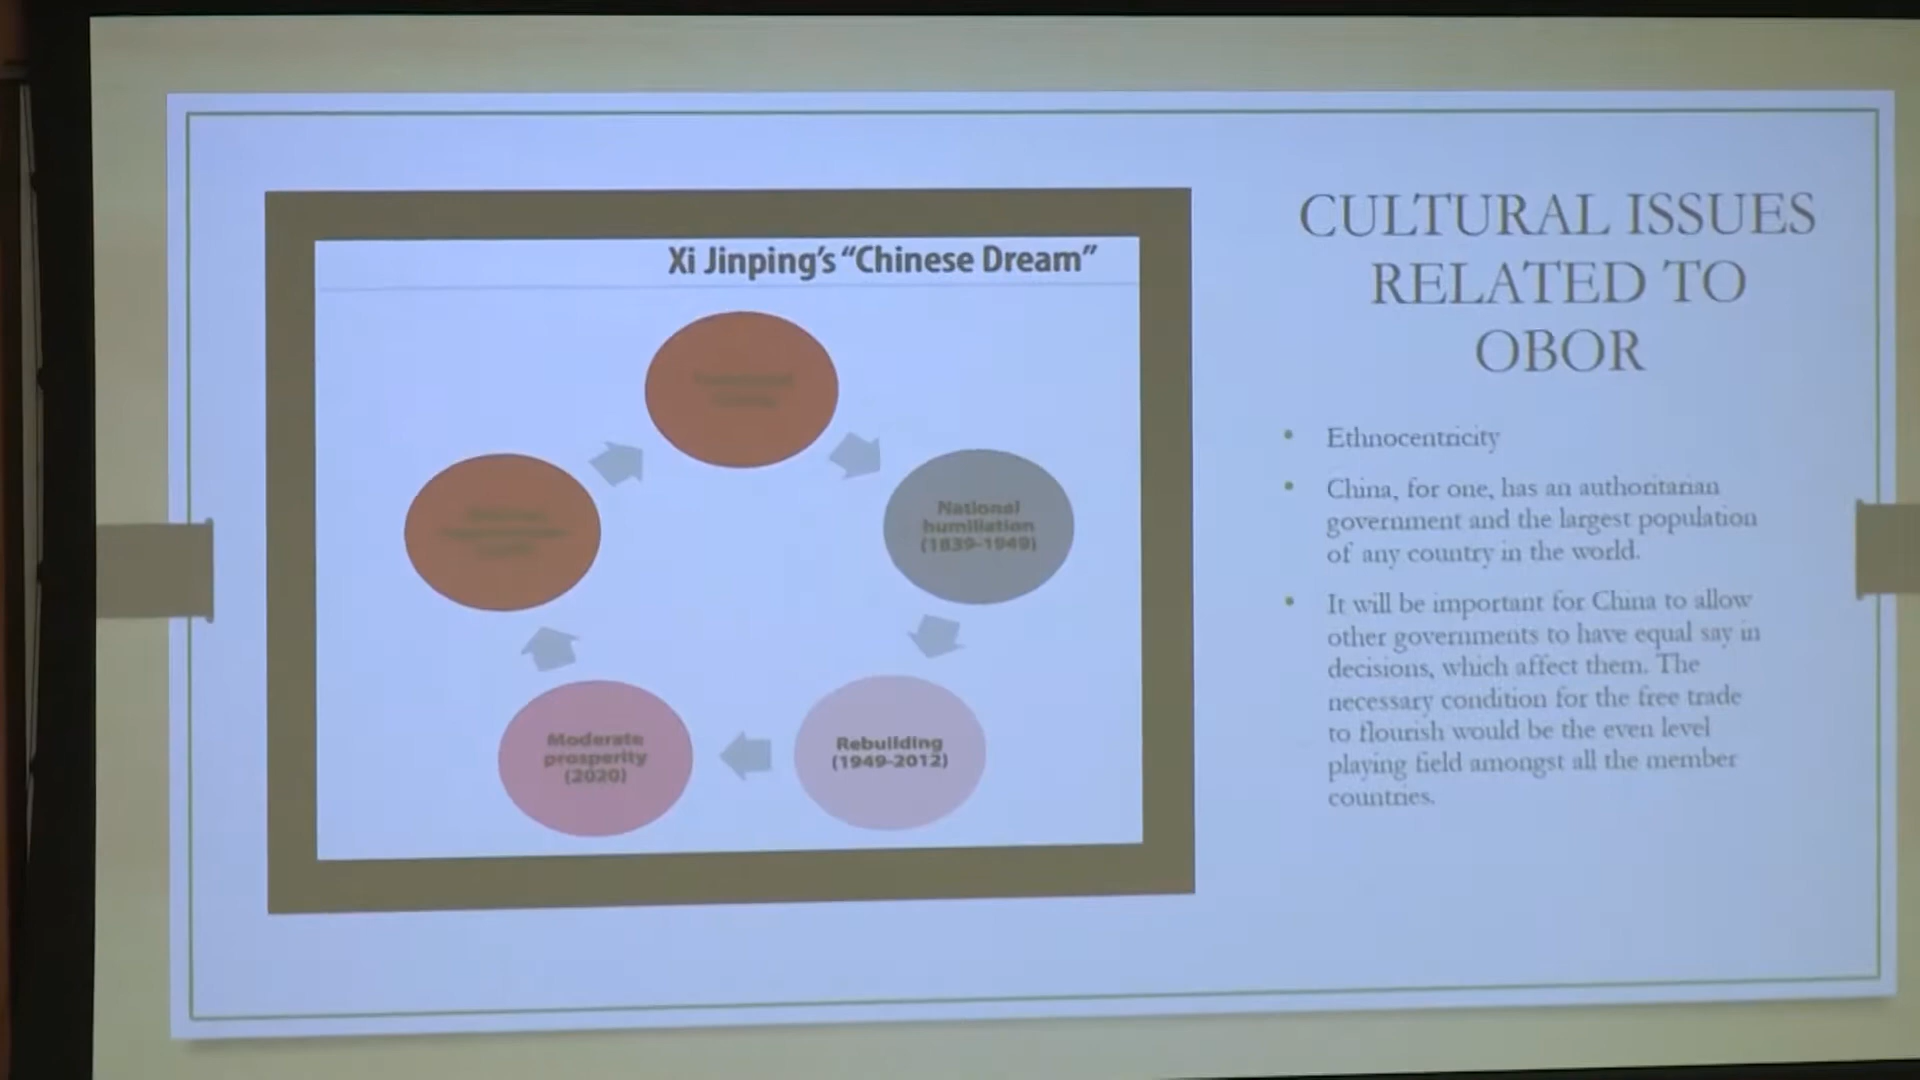 Xi Jinping's “Chinese Dream”
National
humiliation
(1839-1949)
Rebuilding
(1949-2012)
Moderate
prosperity
(2020)
CULTURAL ISSUES
RELATED TO
OBOR
• Ethnocentricity
• China, for one, has an authoritarian
government and the largest population
of any country in the world.
• It will be important for China to allow
other governments to have equal say in
decisions, which affect them. The
necessary condition for the free trade
to flourish would be the even level
playing field amongst all the member
countries.